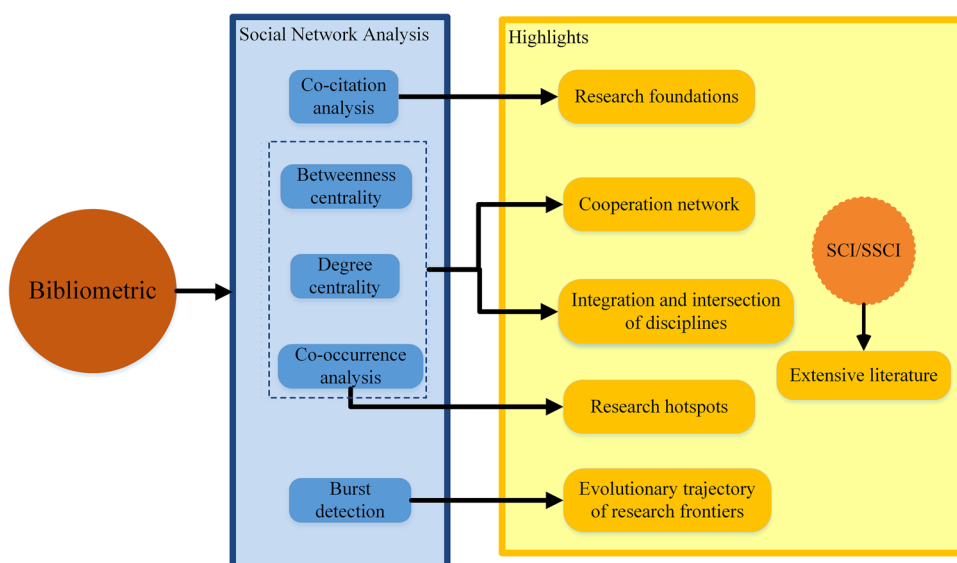 Social Network Analysis
Highlights
Co-citation
analysis
Research foundations
Betweenness
centrality
Cooperation network
SCI/SSCI
Bibliometric
Degree
centrality
Integration and intersection
of disciplines
Co-occurrence
analysis
Extensive literature
Research hotspots
Burst
detection
Evolutionary trajectory
of research frontiers